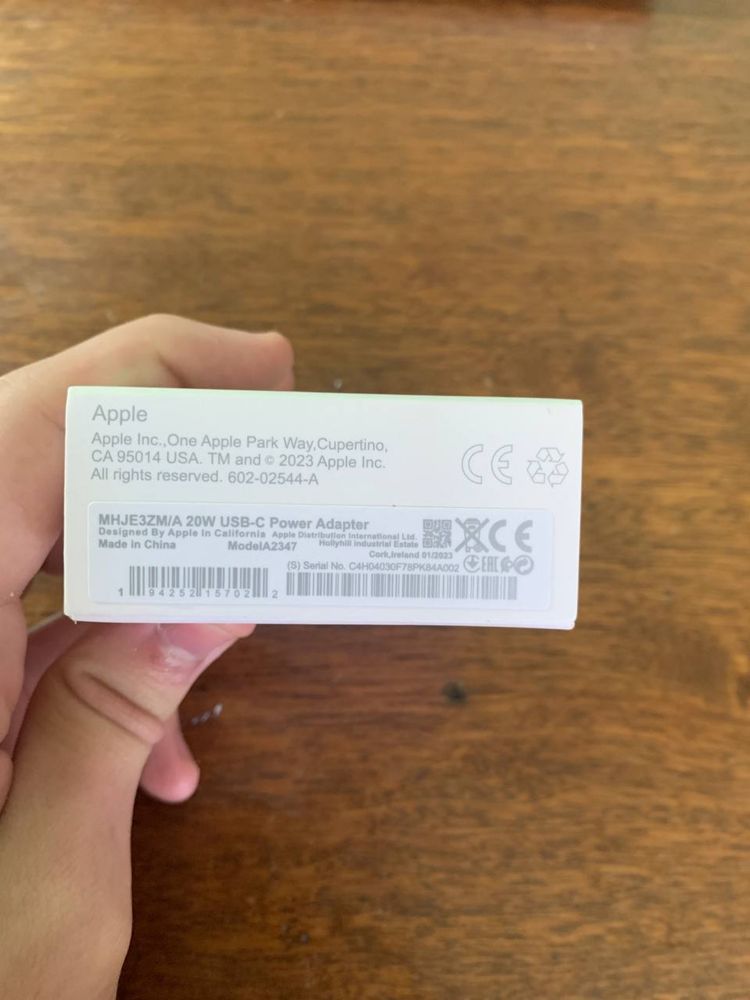 Apple
Apple Inc.,One Apple Park Way,Cupertino,
CA 95014 USA. TM and © 2023 Apple Inc.
All rights reserved. 602-02544-A
MHJE3ZM/A 20W USB-C Power Adapter
Designed By Apple in California Apple Distribution International Ltd.
Made in China ModelA2347 Hollyhill Industrial Estate
Cork,Ireland 01/2023
(S) Serial No. C4H04030F78PK84A002
EAC
1 94252 15702 2